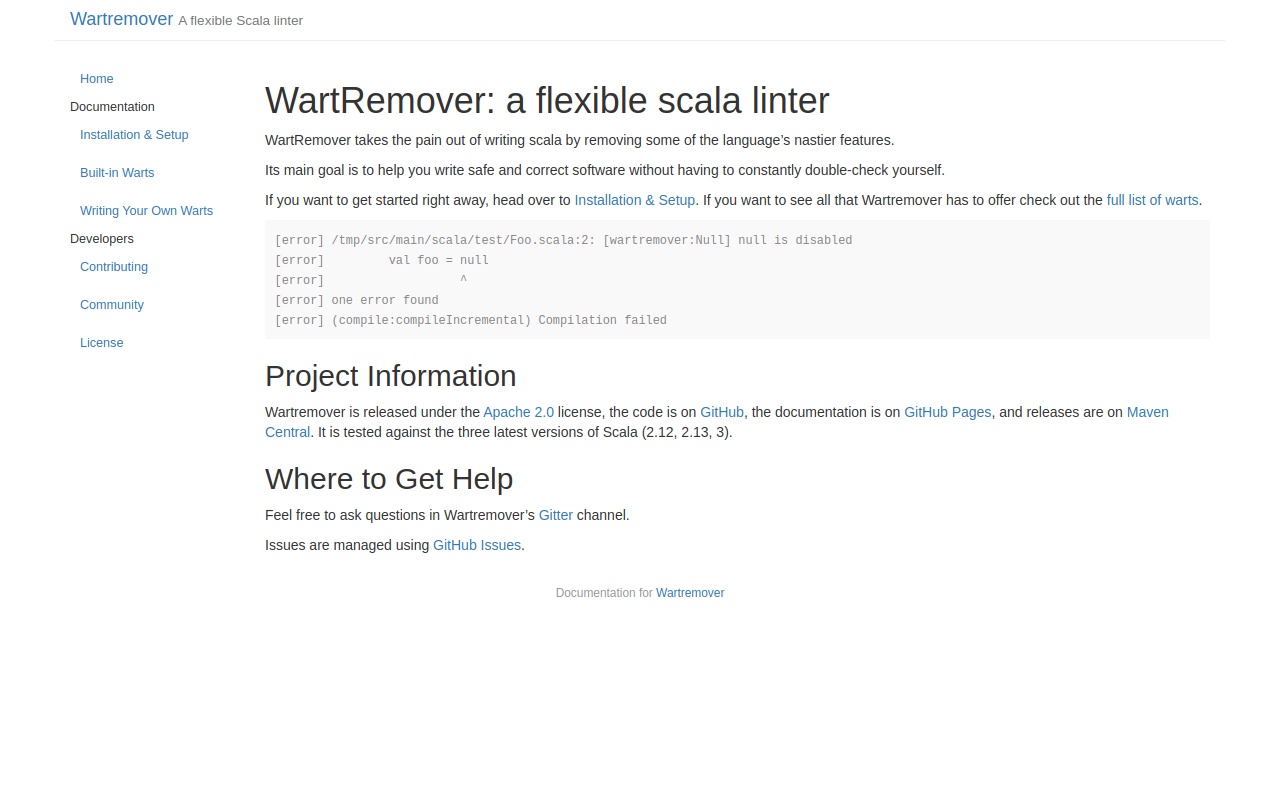 Wartremover A flexible Scala linter
Home
Documentation
Installation & Setup
Built-in Warts
Writing Your Own Warts
Developers
Contributing
Community
License
WartRemover: a flexible scala linter
WartRemover takes the pain out of writing scala by removing some of the language’s nastier features.
Its main goal is to help you write safe and correct software without having to constantly double-check yourself.
If you want to get started right away, head over to Installation & Setup. If you want to see all that Wartremover has to offer check out the full list of warts.
[error] /tmp/src/main/scala/test/Foo.scala:2: [wartremover:Null] null is disabled
[error]         val foo = null
[error]                   ^
[error] one error found
[error] (compile:compileIncremental) Compilation failed
Project Information
Wartremover is released under the Apache 2.0 license, the code is on GitHub, the documentation is on GitHub Pages, and releases are on Maven
Central. It is tested against the three latest versions of Scala (2.12, 2.13, 3).
Where to Get Help
Feel free to ask questions in Wartremover’s Gitter channel.
Issues are managed using GitHub Issues.
Documentation for Wartremover